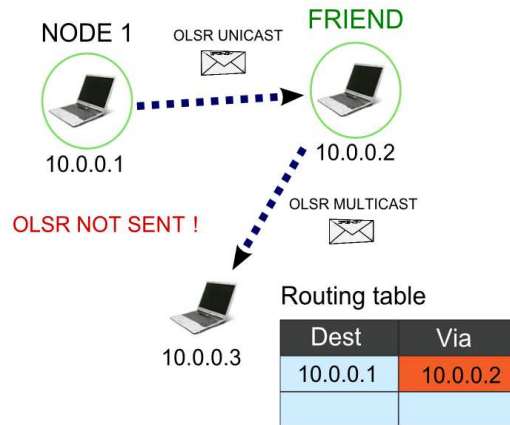 NODE 1
OLSR UNICAST
FRIEND
10.0.0.1
10.0.0.2
OLSR NOT SENT !
OLSR MULTICAST
10.0.0.3
Routing table
Dest Via
10.0.0.1 10.0.0.2